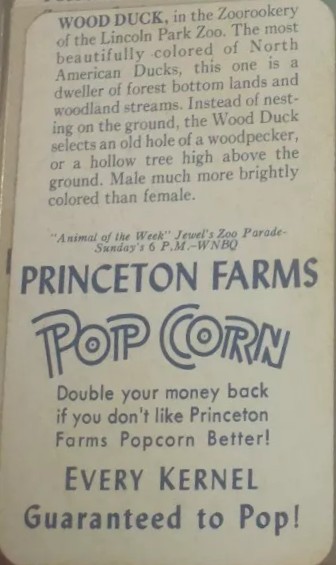 WOOD DUCK, in the Zoorookery
of the Lincoln Park Zoo. The most
beautifully colored of North
American Ducks, this one is a
dweller of forest bottom lands and
woodland streams. Instead of nest-
ing on the ground, the Wood Duck
selects an old hole of a woodpecker,
or a hollow tree high above the
ground. Male much more brightly
colored than female.
"Animal of the Week" Jewel's Zoo Parade-
Sunday's 6 P.M.-WNBQ
PRINCETON FARMS
POP CORN
Double your money back
if you don't like Princeton
Farms Popcorn Better!
EVERY KERNEL
Guaranteed to Pop!